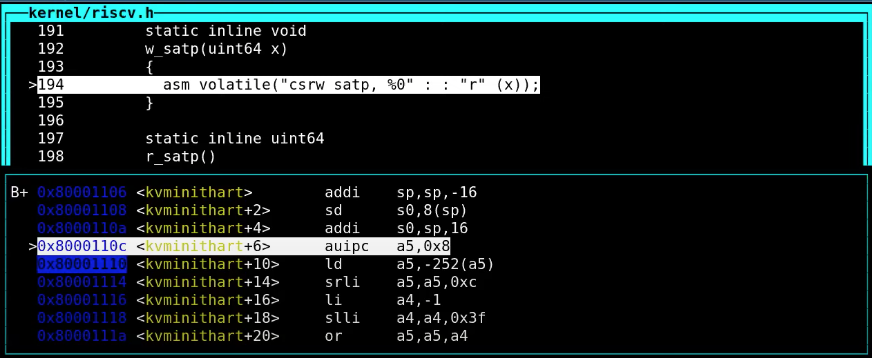 kernel/riscv.h
191 static inline void
192 w_satp(uint64 x)
193 {
>194 asm volatile("csrw satp, %0" : : "r" (x));
195 }
196
197 static inline uint64
198 r_satp()
B+ 0x80001106 <kvminithart> addi sp,sp,-16
0x80001108 <kvminithart+2> sd s0,8(sp)
0x8000110a <kvminithart+4> addi s0,sp,16
>0x8000110c <kvminithart+6> auipc a5,0x8
0x80001110 <kvminithart+10> ld a5,-252(a5)
0x80001114 <kvminithart+14> srli a5,a5,0xc
0x80001116 <kvminithart+16> li a4,-1
0x80001118 <kvminithart+18> slli a4,a4,0x3f
0x8000111a <kvminithart+20> or a5,a5,a4